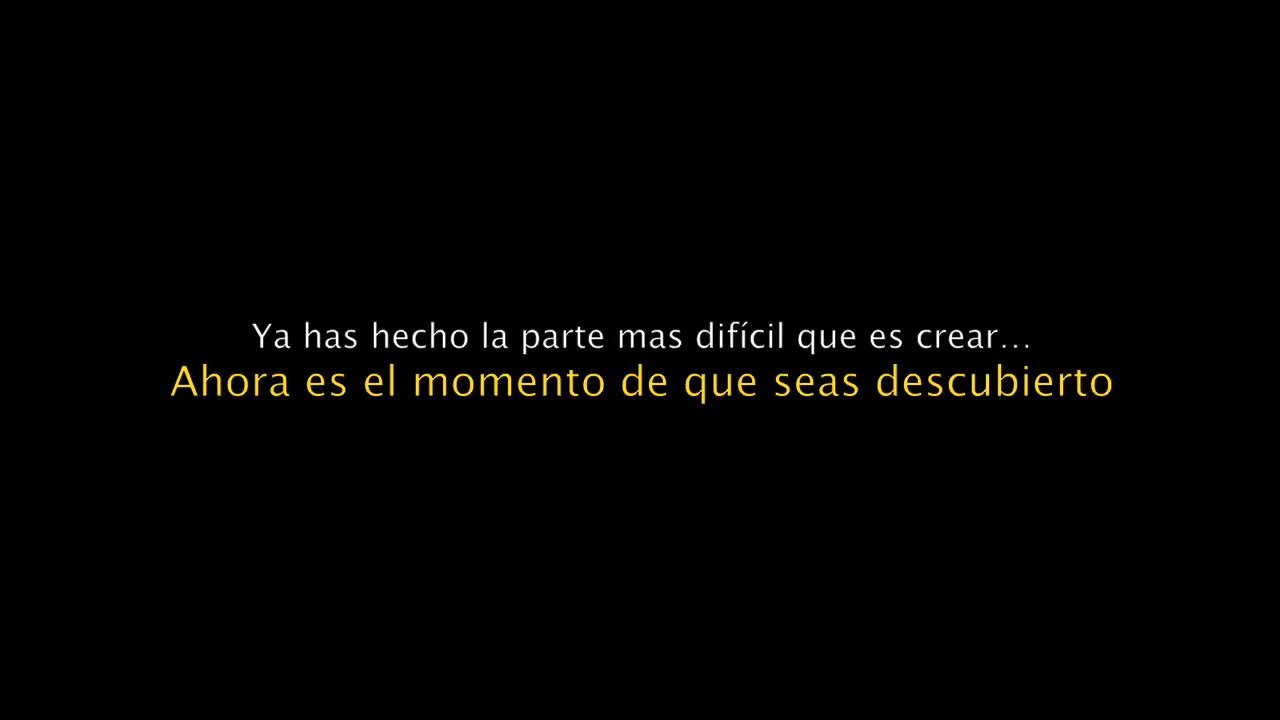 Ya has hecho la parte mas difícil que es crear...
Ahora es el momento de que seas descubierto